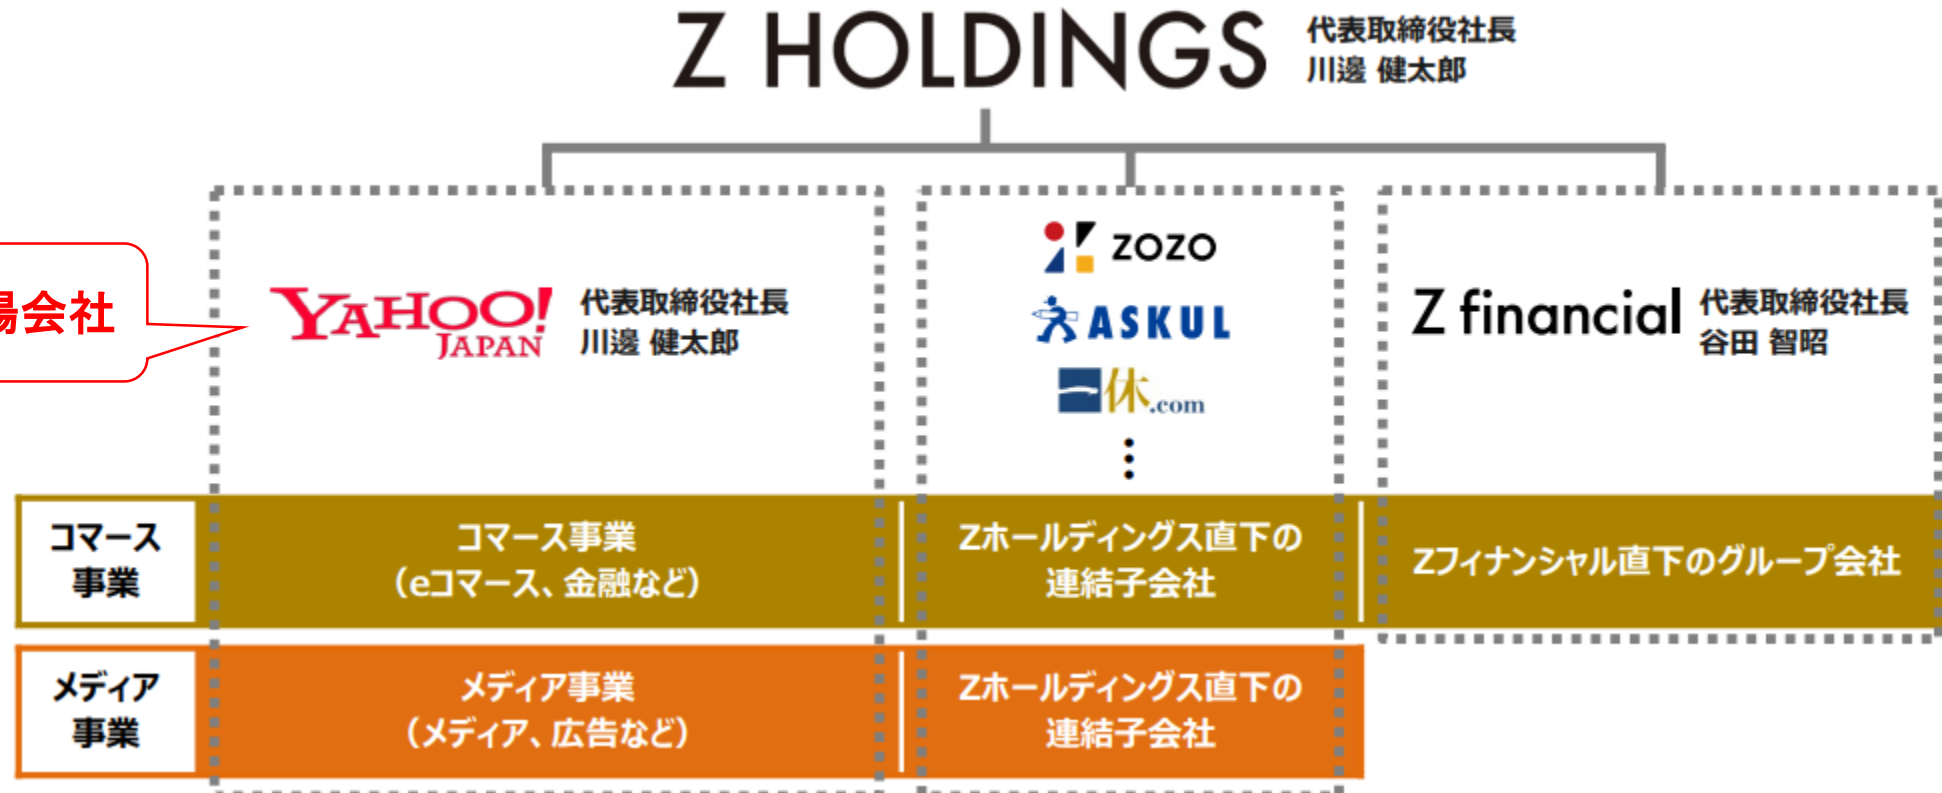 Z HOLDINGS
代表取締役社長
川邊 健太郎
場会社
YAHOO!
JAPAN
代表取締役社長
川邊 健太郎
ZOZO
ASKUL
一休.com
Z financial
代表取締役社長
谷田 智昭
コマース
事業
コマース事業
(eコマース、金融など)
Zホールディングス直下の
連結子会社
Zフィナンシャル直下のグループ会社
メディア
事業
メディア事業
(メディア、広告など)
Zホールディングス直下の
連結子会社